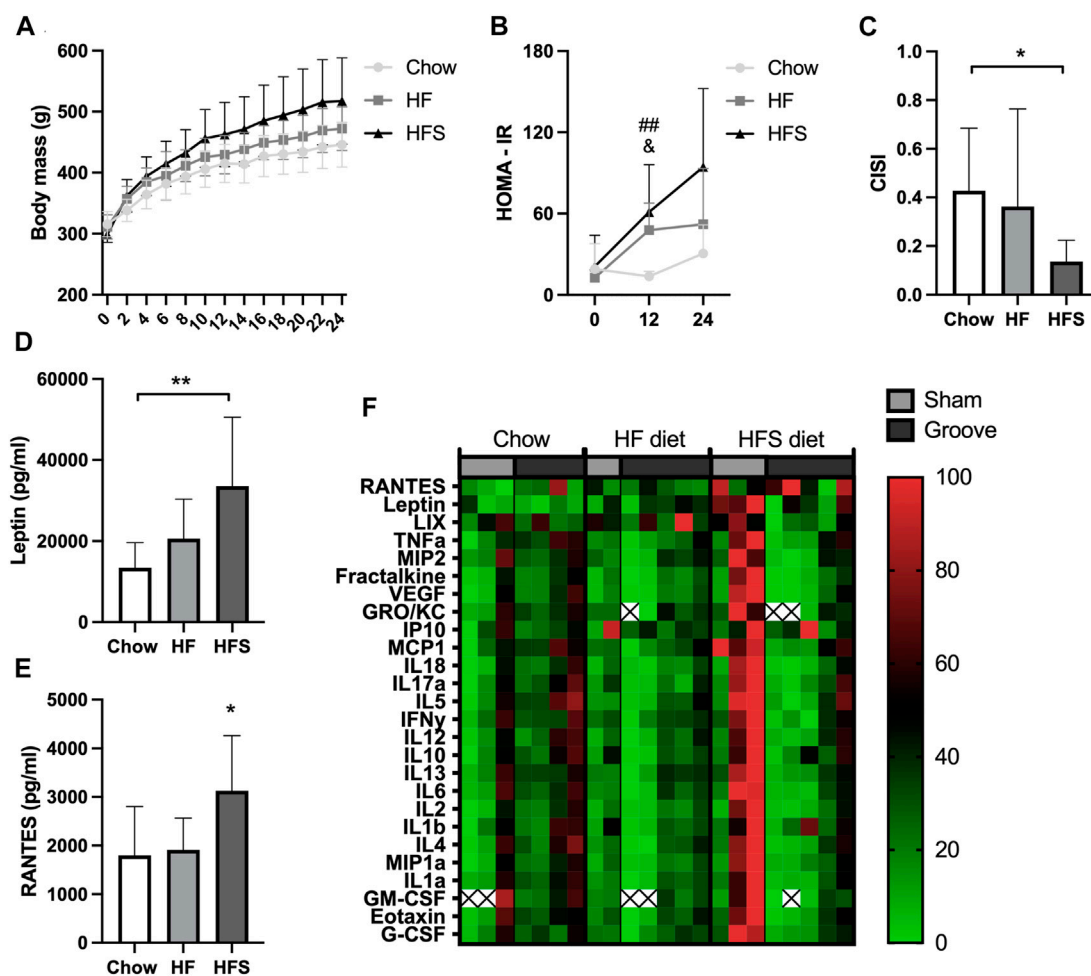 A
Body mass (g)
600
500
400
300
200
0 2 4 6 8 10 12 14 16 18 20 22 24
Chow
HF
HFS
B
HOMA - IR
180
120
60
0
0 12 24
##
&
Chow
HF
HFS
C
CISI
1.0
0.8
0.6
0.4
0.2
0.0
*
Chow HF HFS
D
Leptin (pg/ml)
60000
40000
20000
0
**
Chow HF HFS
E
RANTES (pg/ml)
5000
4000
3000
2000
1000
0
*
Chow HF HFS
F
Sham
Groove
Chow HF diet HFS diet
RANTES
Leptin
LIX
TNFa
MIP2
Fractalkine
VEGF
GRO/KC
IP10
MCP1
IL18
IL17a
IL5
IFNy
IL12
IL10
IL13
IL6
IL2
IL1b
IL4
MIP1a
IL1a
GM-CSF
Eotaxin
G-CSF
100
80
60
40
20
0